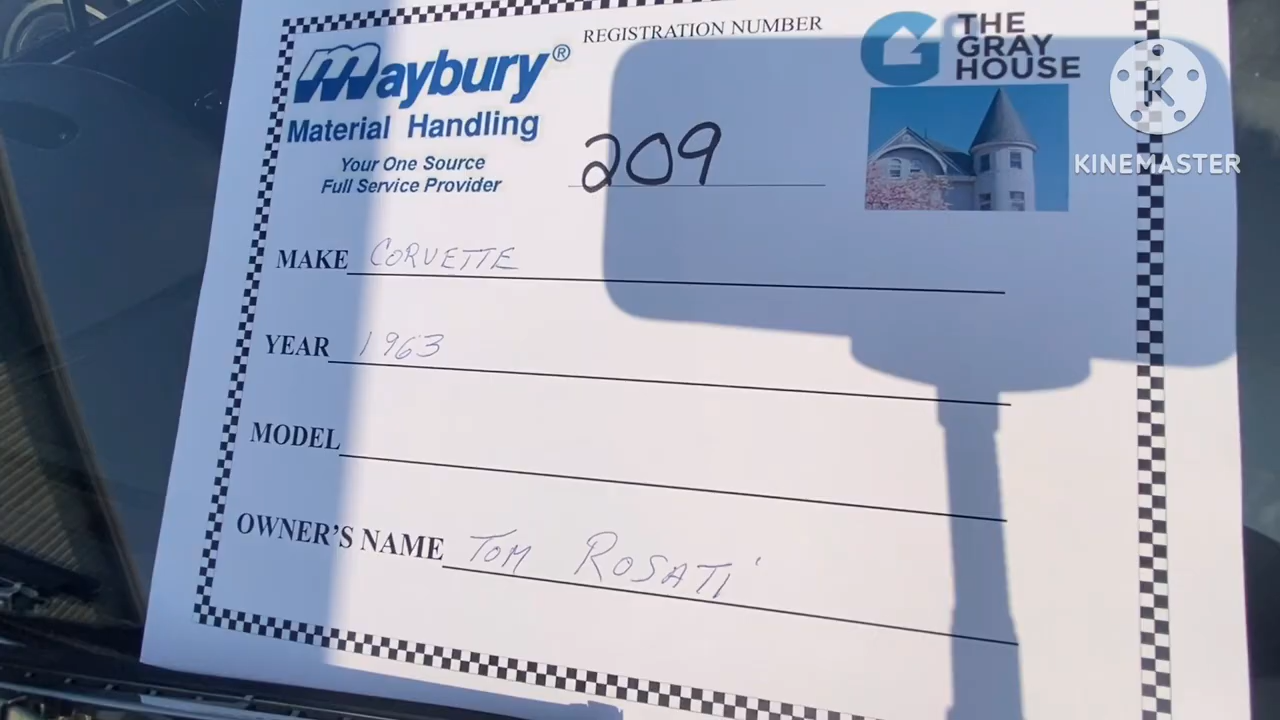 REGISTRATION NUMBER
Maybury®
Material Handling
Your One Source
Full Service Provider
209
THE
GRAY
HOUSE
K
KINEMASTER
MAKE CORVETTE
YEAR 1963
MODEL
OWNER'S NAME TOM ROSATI